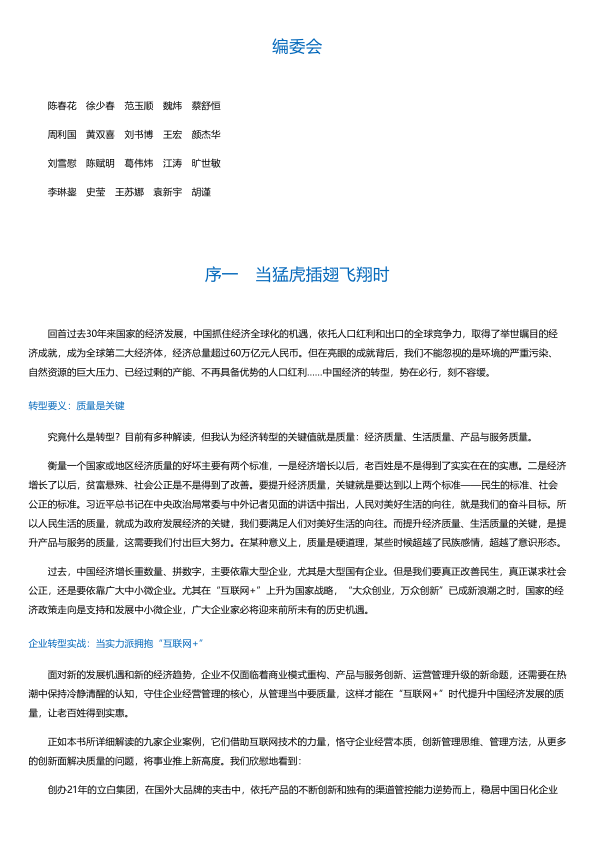 编委会
陈春花　徐少春　范玉顺　魏炜　蔡舒恒
周利国　黄双喜　刘书博　王宏　颜杰华
刘雪慰　陈赋明　葛伟炜　江涛　旷世敏
李琳鋆　史莹　王苏娜　袁新宇　胡谨
序一　当猛虎插翅飞翔时
回首过去30年来国家的经济发展，中国抓住经济全球化的机遇，依托人口红利和出口的全球竞争力，取得了举世瞩目的经
济成就，成为全球第二大经济体，经济总量超过60万亿元人民币。但在亮眼的成就背后，我们不能忽视的是环境的严重污染、
自然资源的巨大压力、已经过剩的产能、不再具备优势的人口红利……中国经济的转型，势在必行，刻不容缓。
转型要义：质量是关键
究竟什么是转型？目前有多种解读，但我认为经济转型的关键值就是质量：经济质量、生活质量、产品与服务质量。
衡量一个国家或地区经济质量的好坏主要有两个标准，一是经济增长以后，老百姓是不是得到了实实在在的实惠。二是经济
增长了以后，贫富悬殊、社会公正是不是得到了改善。要提升经济质量，关键就是要达到以上两个标准——民生的标准、社会
公正的标准。习近平总书记在中央政治局常委与中外记者见面的讲话中指出，人民对美好生活的向往，就是我们的奋斗目标。所
以人民生活的质量，就成为政府发展经济的关键，我们要满足人们对美好生活的向往。而提升经济质量、生活质量的关键，是提
升产品与服务的质量，这需要我们付出巨大努力。在某种意义上，质量是硬道理，某些时候超越了民族感情，超越了意识形态。
过去，中国经济增长重数量、拼数字，主要依靠大型企业，尤其是大型国有企业。但是我们要真正改善民生，真正谋求社会
公正，还是要依靠广大中小微企业。尤其在“互联网+”上升为国家战略，“大众创业，万众创新”已成新浪潮之时，国家的经
济政策走向是支持和发展中小微企业，广大企业家必将迎来前所未有的历史机遇。
企业转型实战：当实力派拥抱“互联网+”
面对新的发展机遇和新的经济趋势，企业不仅面临着商业模式重构、产品与服务创新、运营管理升级的新命题，还需要在热
潮中保持冷静清醒的认知，守住企业经营管理的核心，从管理当中要质量，这样才能在“互联网+”时代提升中国经济发展的质
量，让老百姓得到实惠。
正如本书所详细解读的九家企业案例，它们借助互联网技术的力量，恪守企业经营本质，创新管理思维、管理方法，从更多
的创新面解决质量的问题，将事业推上新高度。我们欣慰地看到：
创办21年的立白集团，在国外大品牌的夹击中，依托产品的不断创新和独有的渠道管控能力逆势而上，稳居中国日化企业